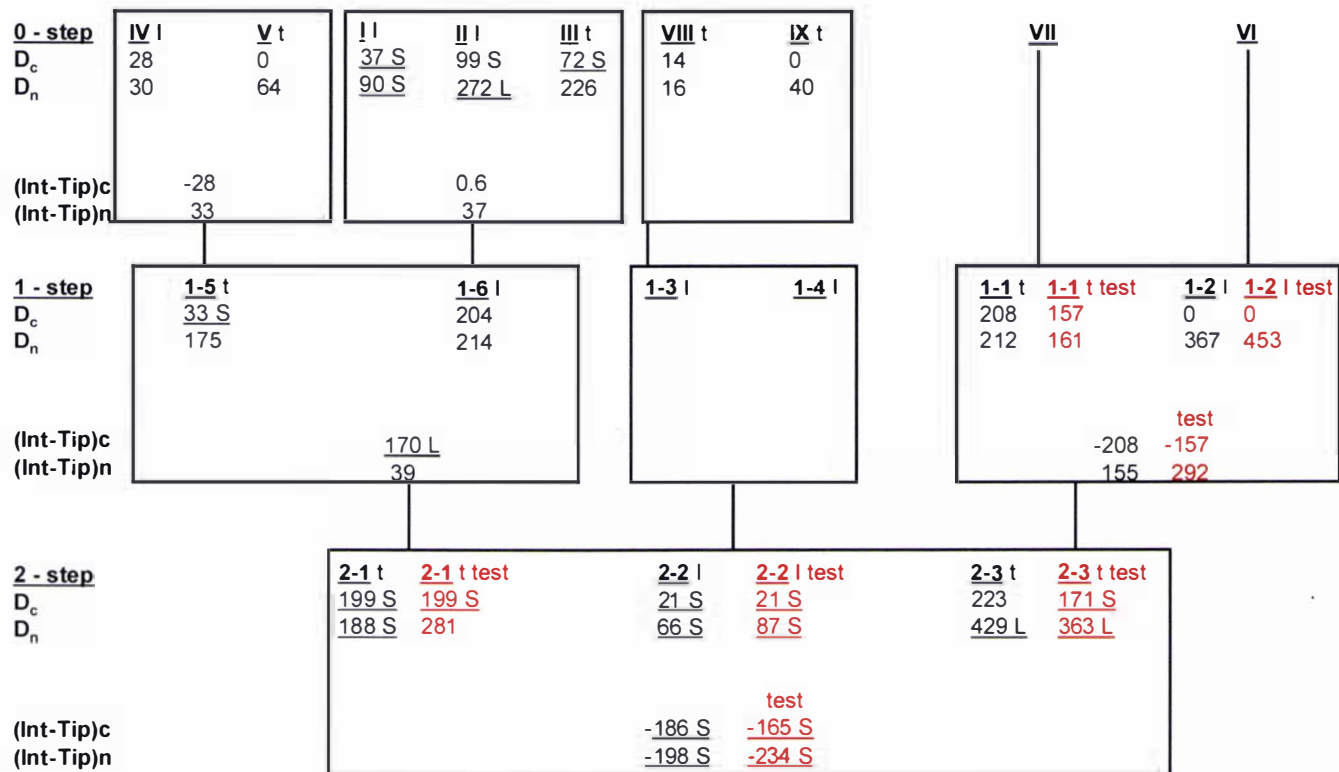 0 - step IV I V t I I II I III t VIII t IX t VII VI
Dc 28 0 37 S 99 S 72 S 14 0
Dn 30 64 90 S 272 L 226 16 40
(Int-Tip)c -28 0.6
(Int-Tip)n 33 37
1 - step 1-5 t 1-6 I 1-3 I 1-4 I 1-1 t 1-1 t test 1-2 I 1-2 I test
Dc 33 S 204 208 157 0 0
Dn 175 214 212 161 367 453
test
(Int-Tip)c 170 L -208 -157
(Int-Tip)n 39 155 292
2 - step 2-1 t 2-1 t test 2-2 I 2-2 I test 2-3 t 2-3 t test
Dc 199 S 199 S 21 S 21 S 223 171 S
Dn 188 S 281 66 S 87 S 429 L 363 L
test
(Int-Tip)c -186 S -165 S
(Int-Tip)n -198 S -234 S